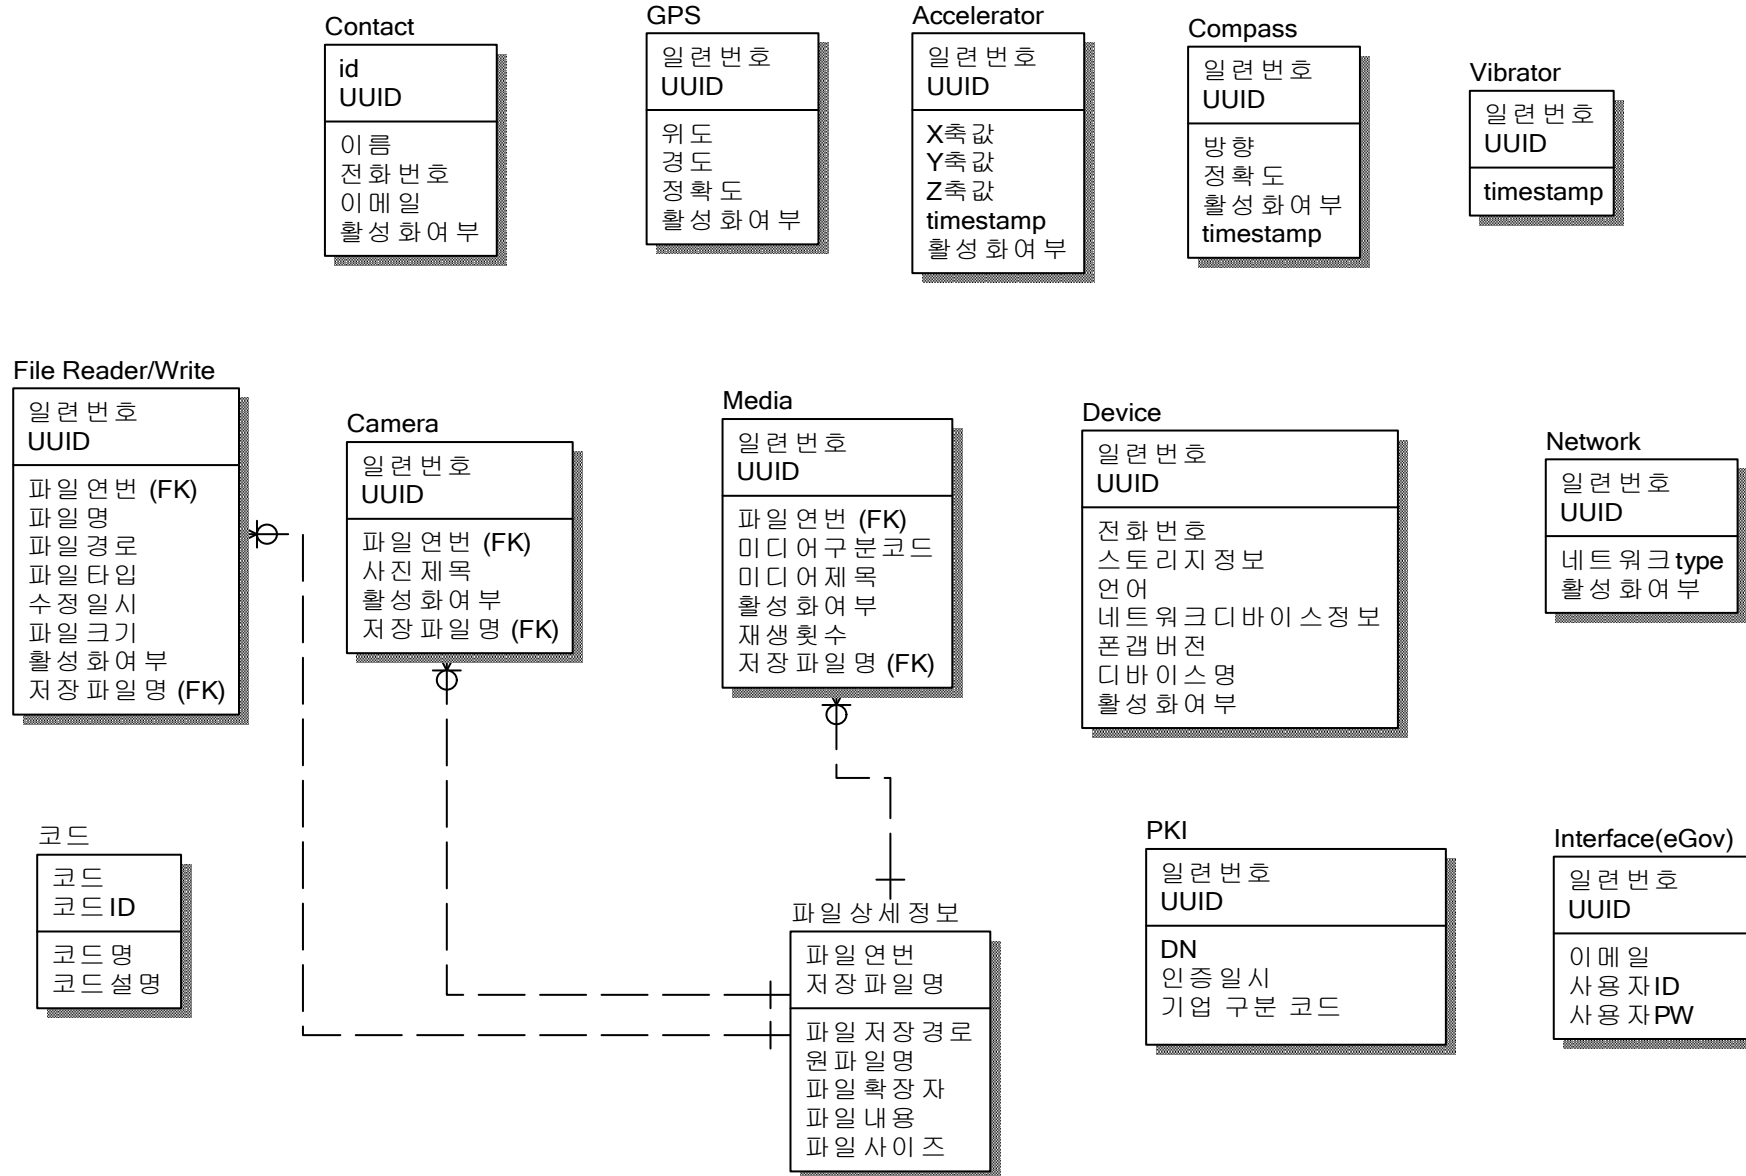 Contact
id
UUID
이름
전화번호
이메일
활성화여부
GPS
일련번호
UUID
위도
경도
정확도
활성화여부
Accelerator
일련번호
UUID
X축값
Y축값
Z축값
timestamp
활성화여부
Compass
일련번호
UUID
방향
정확도
활성화여부
timestamp
Vibrator
일련번호
UUID
timestamp
File Reader/Write
일련번호
UUID
파일연번 (FK)
파일명
파일경로
파일타입
수정일시
파일크기
활성화여부
저장파일명 (FK)
Camera
일련번호
UUID
파일연번 (FK)
사진제목
활성화여부
저장파일명 (FK)
Media
일련번호
UUID
파일연번 (FK)
미디어구분코드
미디어제목
활성화여부
재생횟수
저장파일명 (FK)
Device
일련번호
UUID
전화번호
스토리지정보
언어
네트워크디바이스정보
폰갭버전
디바이스명
활성화여부
Network
일련번호
UUID
네트워크type
활성화여부
코드
코드
코드ID
코드명
코드설명
파일상세정보
파일연번
저장파일명
파일저장경로
원파일명
파일확장자
파일내용
파일사이즈
PKI
일련번호
UUID
DN
인증일시
기업 구분 코드
Interface(eGov)
일련번호
UUID
이메일
사용자ID
사용자PW